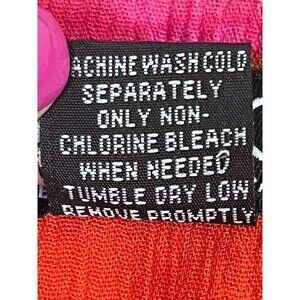 ACHINE WASH COLD
SEPARATELY
ONLY NON-
CHLORINE BLEACH
WHEN NEEDED
TUMBLE DRY LOW
REMOVE PROMPTLY